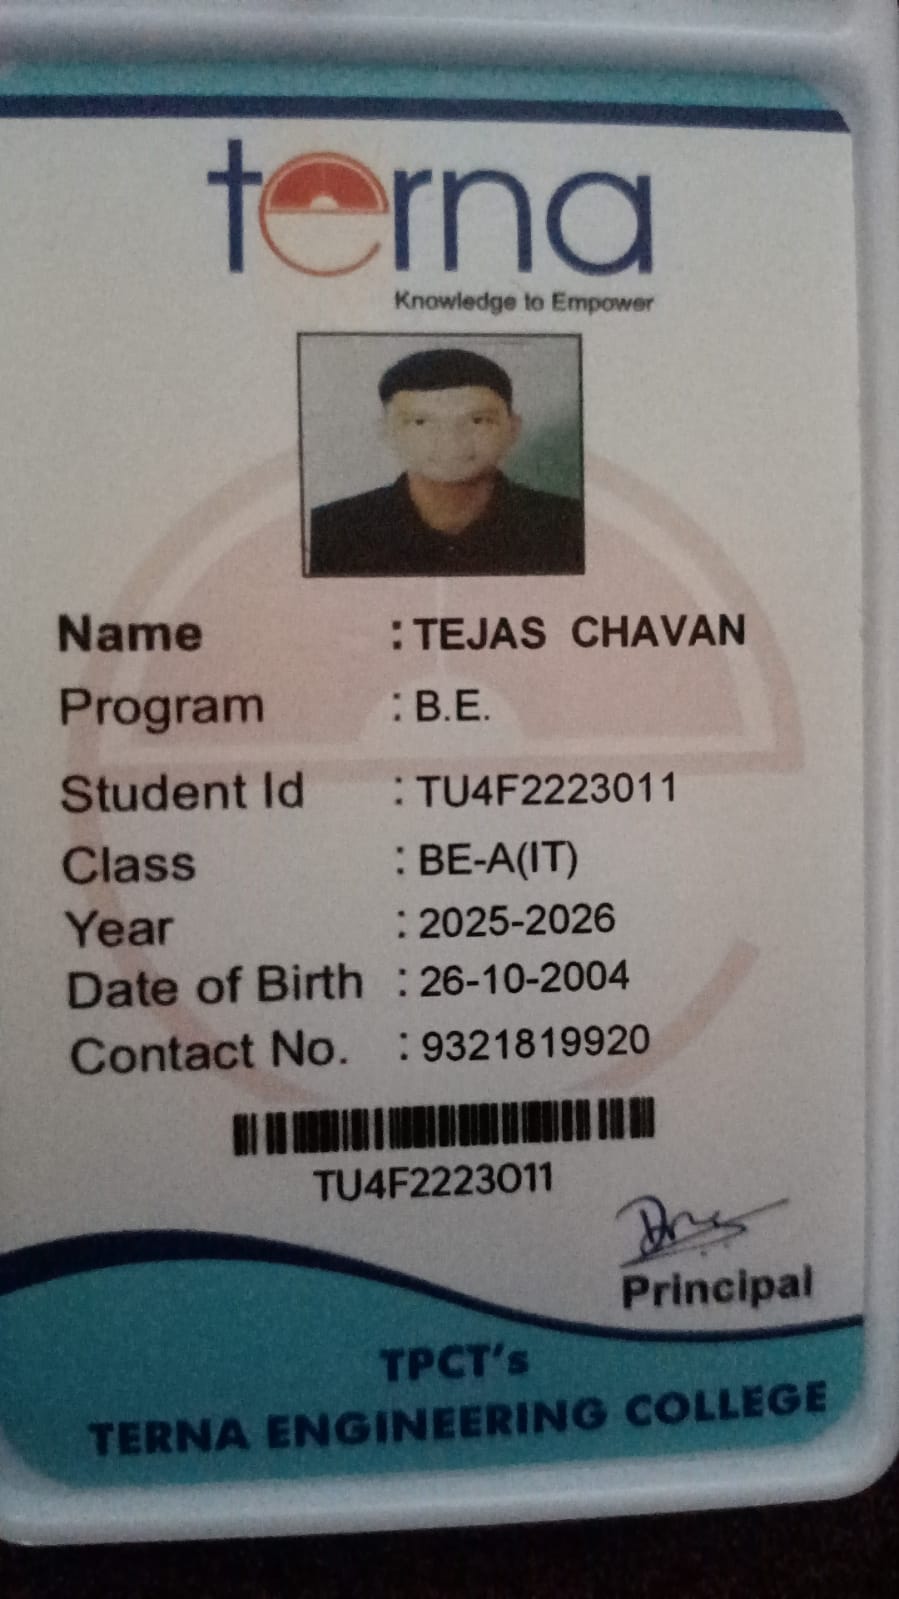 terna
Knowledge to Empower
Name : TEJAS CHAVAN
Program : B.E.
Student Id : TU4F2223011
Class : BE-A(IT)
Year : 2025-2026
Date of Birth : 26-10-2004
Contact No. : 9321819920
TU4F2223011
Principal
TPCT's
TERNA ENGINEERING COLLEGE